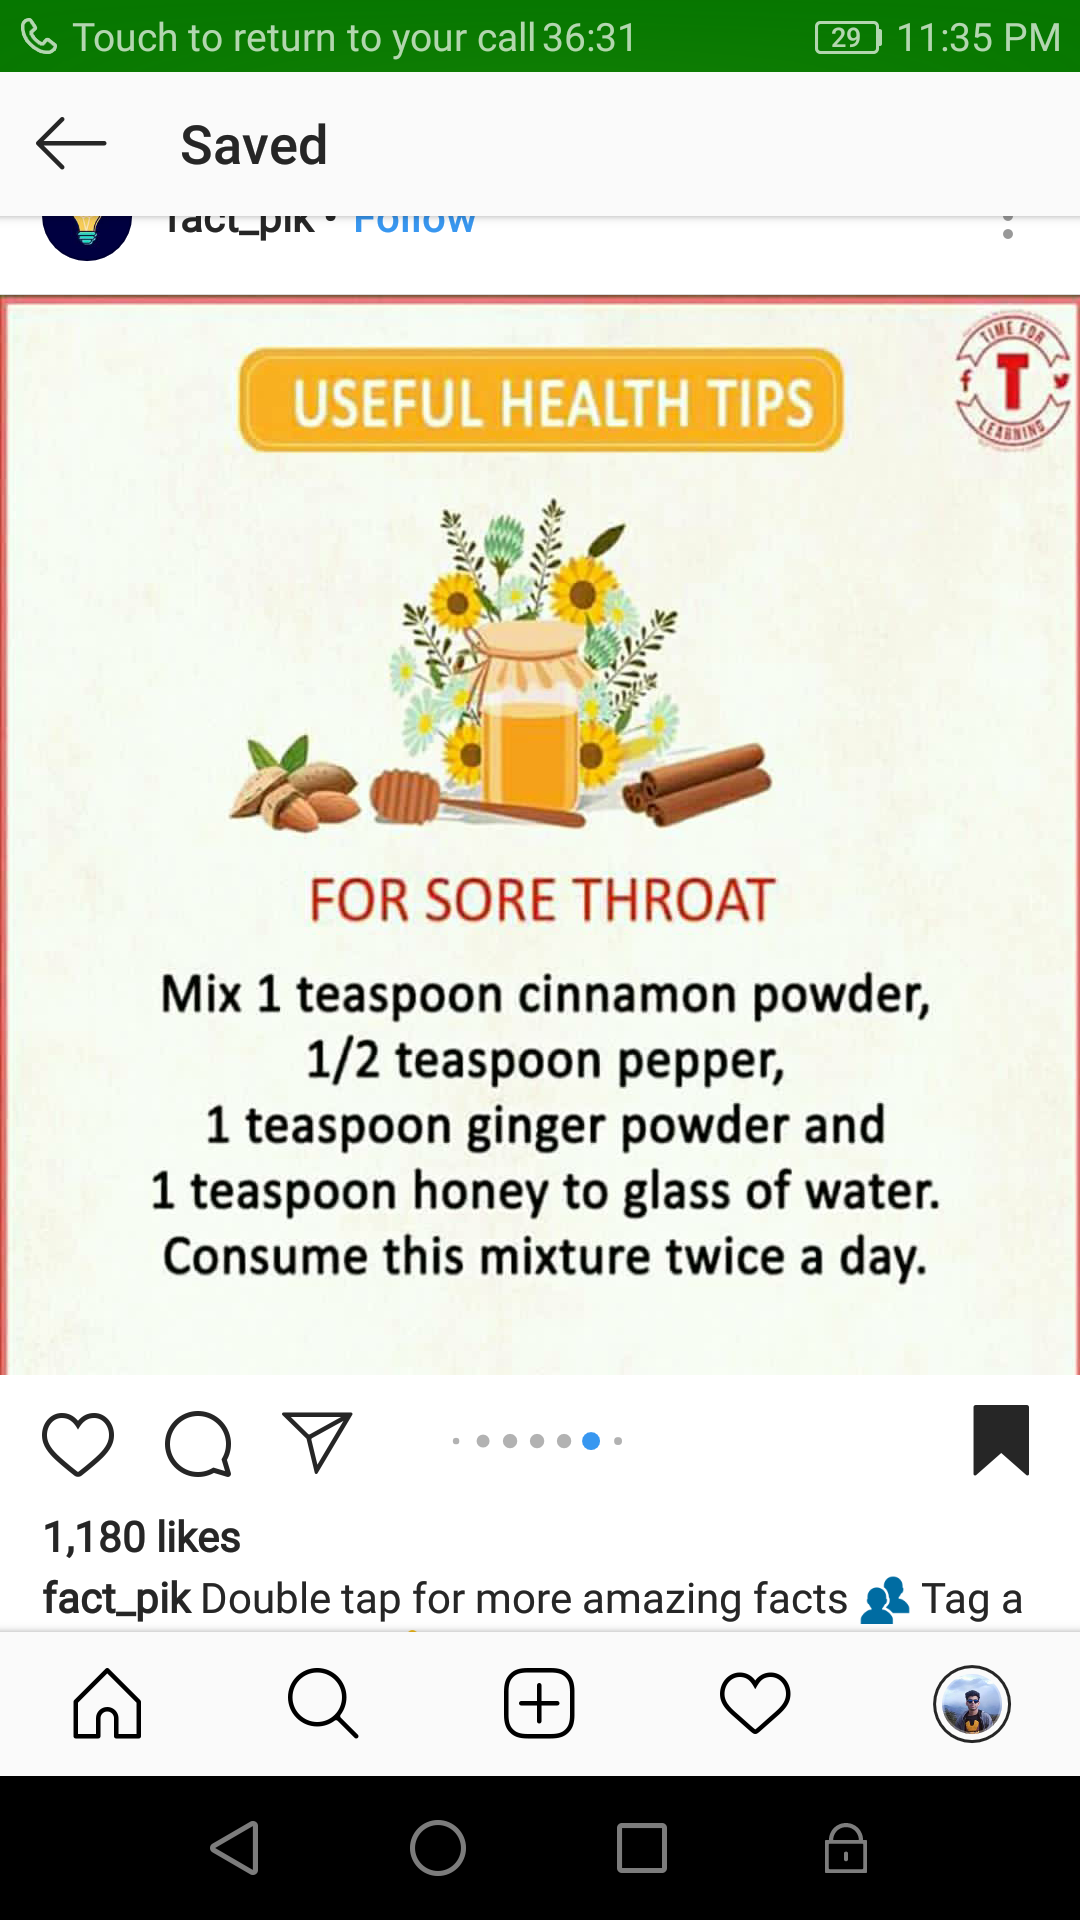 Touch to return to your call 36:31 29 11:35 PM
Saved
fact_pik • Follow
TIME FOR
T
LEARNING
USEFUL HEALTH TIPS
FOR SORE THROAT
Mix 1 teaspoon cinnamon powder,
1/2 teaspoon pepper,
1 teaspoon ginger powder and
1 teaspoon honey to glass of water.
Consume this mixture twice a day.
1,180 likes
fact_pik Double tap for more amazing facts 👥 Tag a